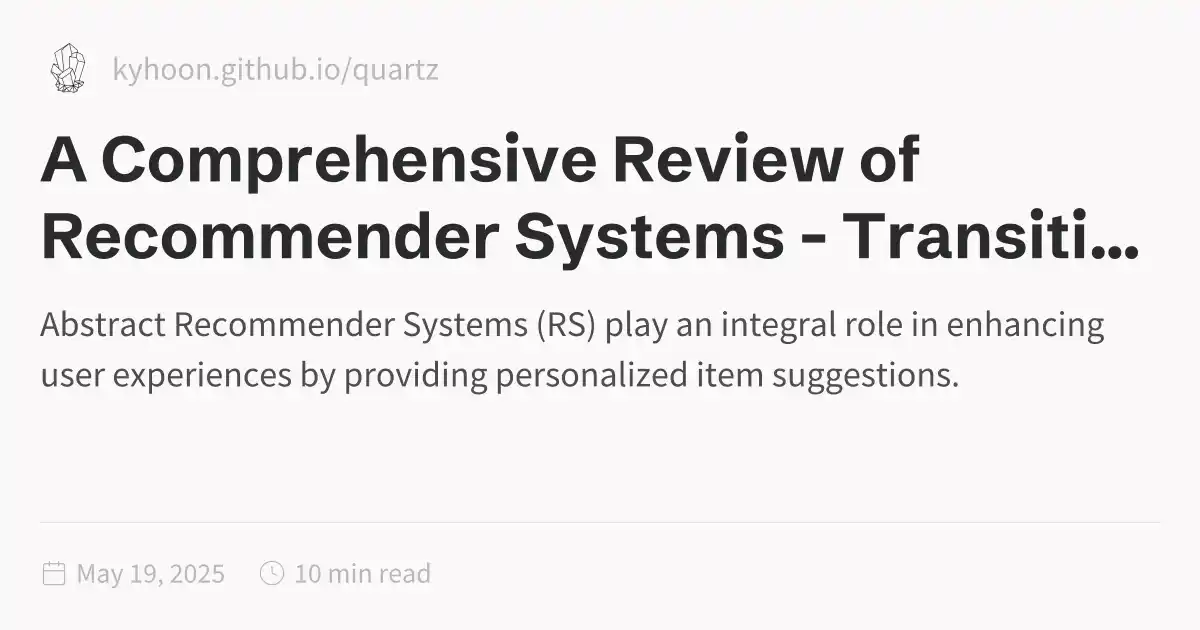 kyhoon.github.io/quartz
A Comprehensive Review of
Recommender Systems - Transiti...
Abstract Recommender Systems (RS) play an integral role in enhancing
user experiences by providing personalized item suggestions.
May 19, 2025 10 min read